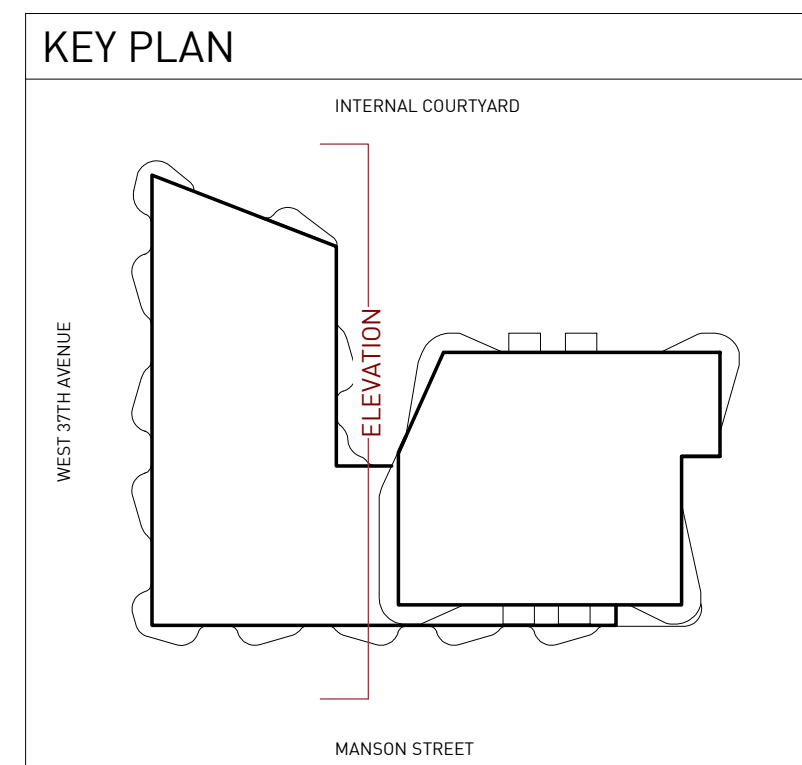 KEY PLAN
INTERNAL COURTYARD
WEST 37TH AVENUE
ELEVATION
MANSON STREET